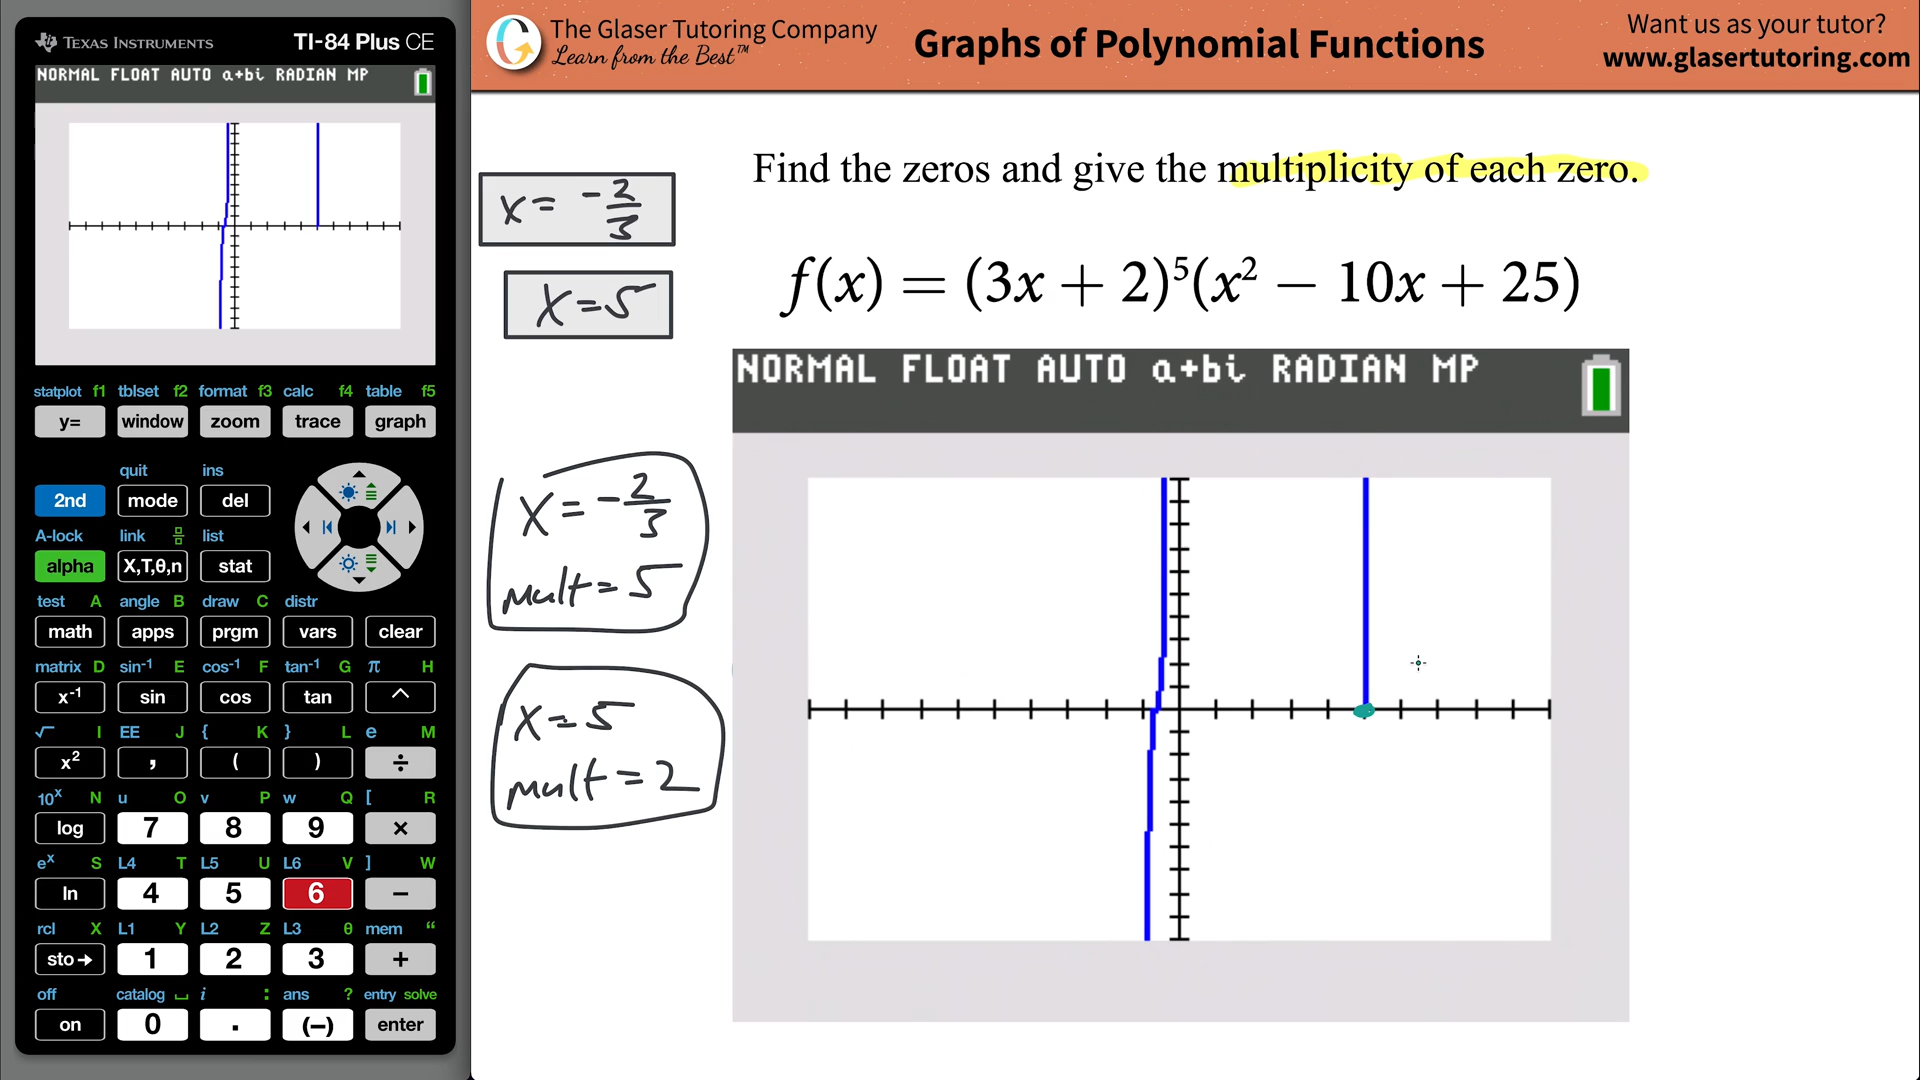 TEXAS INSTRUMENTS TI-84 Plus CE
NORMAL FLOAT AUTO a+bi RADIAN MP
statplot f1 tblset f2 format f3 calc f4 table f5
y= window zoom trace graph
quit ins
2nd mode del
A-lock link list
alpha X,T,θ,n stat
test A angle B draw C distr
math apps prgm vars clear
matrix D sin⁻¹ E cos⁻¹ F tan⁻¹ G π H
x⁻¹ sin cos tan ^
√ I EE J { K } L e M
x² , ( ) ÷
10ˣ N u O v P w Q [ R
log 7 8 9 ×
eˣ S L4 T L5 U L6 V ] W
ln 4 5 6 −
rcl X L1 Y L2 Z L3 θ mem “
sto→ 1 2 3 +
off catalog ⎵ i : ans ? entry solve
on 0 . (−) enter
The Glaser Tutoring Company
Learn from the Best™
Graphs of Polynomial Functions
Want us as your tutor?
www.glasertutoring.com
Find the zeros and give the multiplicity of each zero.
f(x) = (3x + 2)⁵(x² − 10x + 25)
x = -2/3
x = 5
NORMAL FLOAT AUTO a+bi RADIAN MP
x = -2/3
mult = 5
x = 5
mult = 2